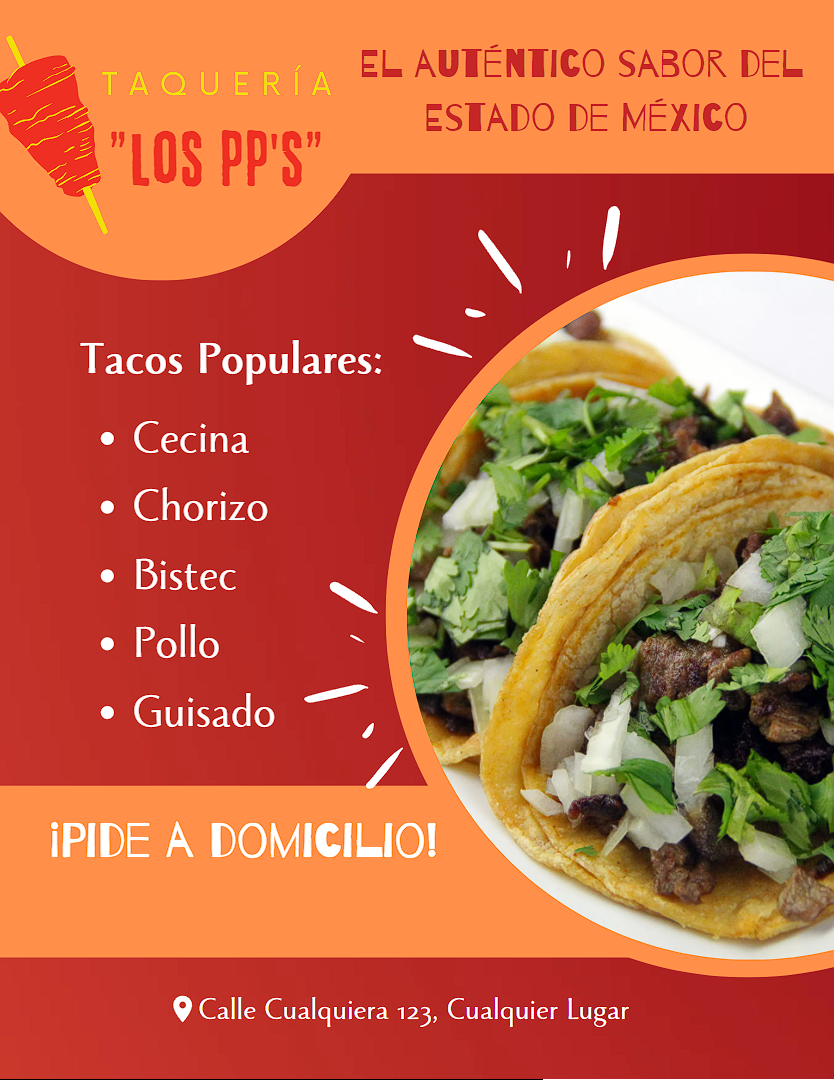 TAQUERÍA
"LOS PP'S"
EL AUTÉNTICO SABOR DEL
ESTADO DE MÉXICO
Tacos Populares:
• Cecina
• Chorizo
• Bistec
• Pollo
• Guisado
¡PIDE A DOMICILIO!
Calle Cualquiera 123, Cualquier Lugar